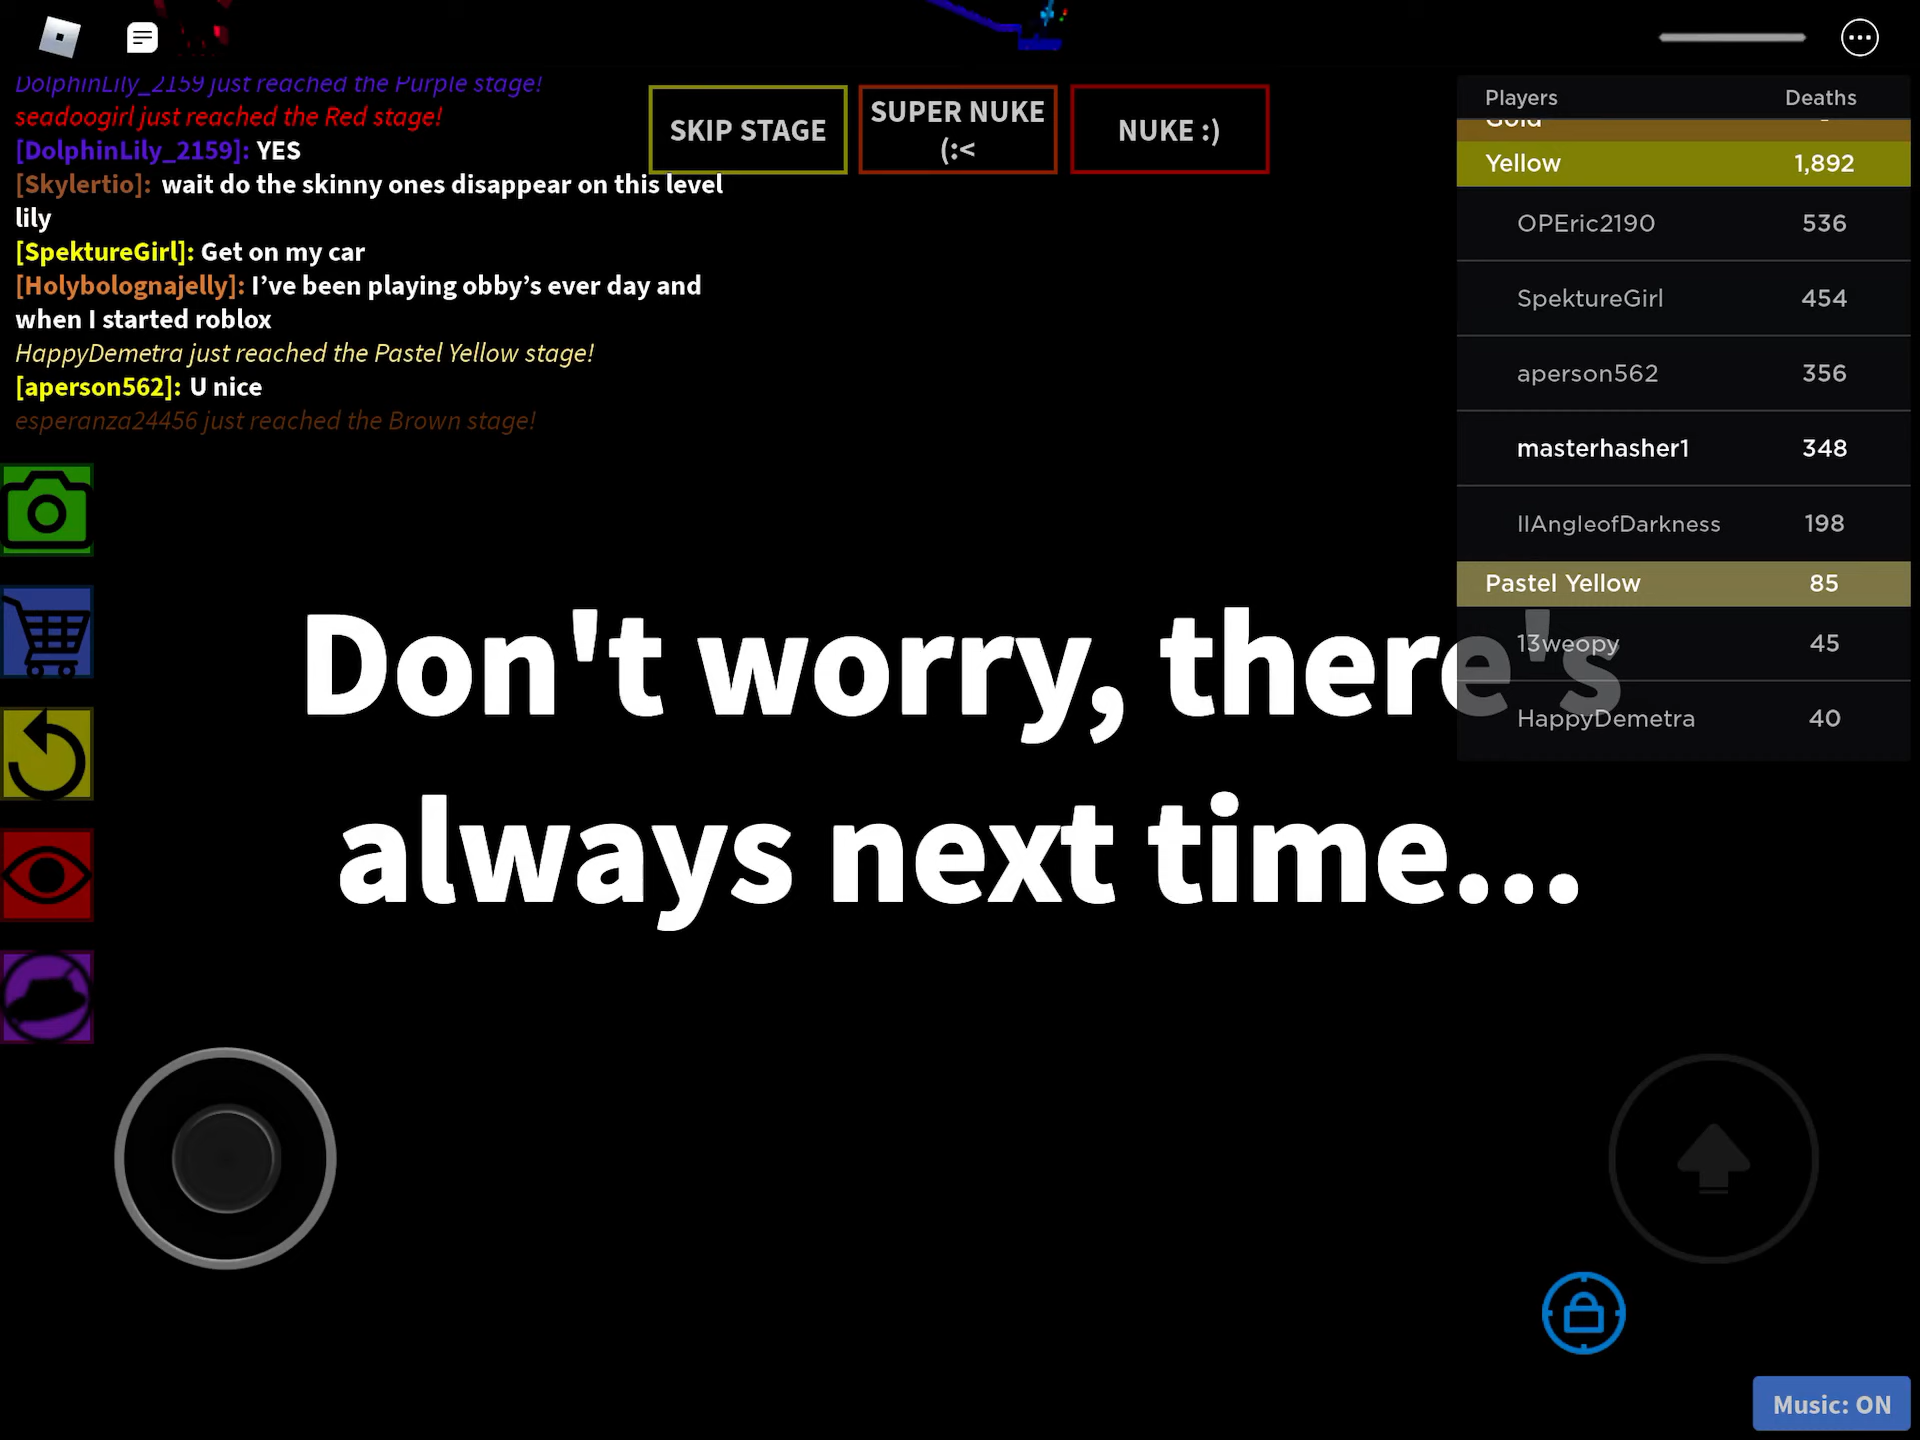 DolphinLily_2159 just reached the Purple stage!
seadoogirl just reached the Red stage!
[DolphinLily_2159]: YES
[Skylertio]: wait do the skinny ones disappear on this level
lily
[SpektureGirl]: Get on my car
[Holybolognajelly]: I’ve been playing obby’s ever day and
when I started roblox
HappyDemetra just reached the Pastel Yellow stage!
[aperson562]: U nice
esperanza24456 just reached the Brown stage!
SKIP STAGE
SUPER NUKE
(:<
NUKE :)
Players Deaths
Gold
Yellow 1,892
OPEric2190 536
SpektureGirl 454
aperson562 356
masterhasher1 348
llAngleofDarkness 198
Pastel Yellow 85
13weopy 45
HappyDemetra 40
Don't worry, there's
always next time...
Music: ON